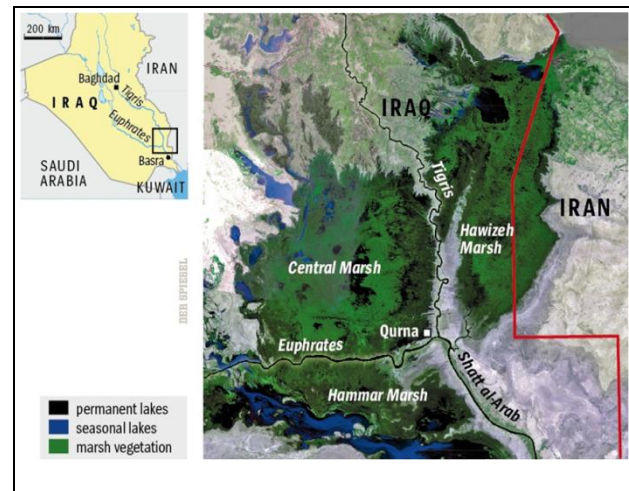 200 km
Baghdad
IRAN
Tigris
IRAQ
Euphrates
Basra
SAUDI
ARABIA
KUWAIT
IRAQ
Tigris
IRAN
Hawizeh
Marsh
Central Marsh
Qurna
Euphrates
Shatt al-Arab
Hammar Marsh
DER SPIEGEL
permanent lakes
seasonal lakes
marsh vegetation